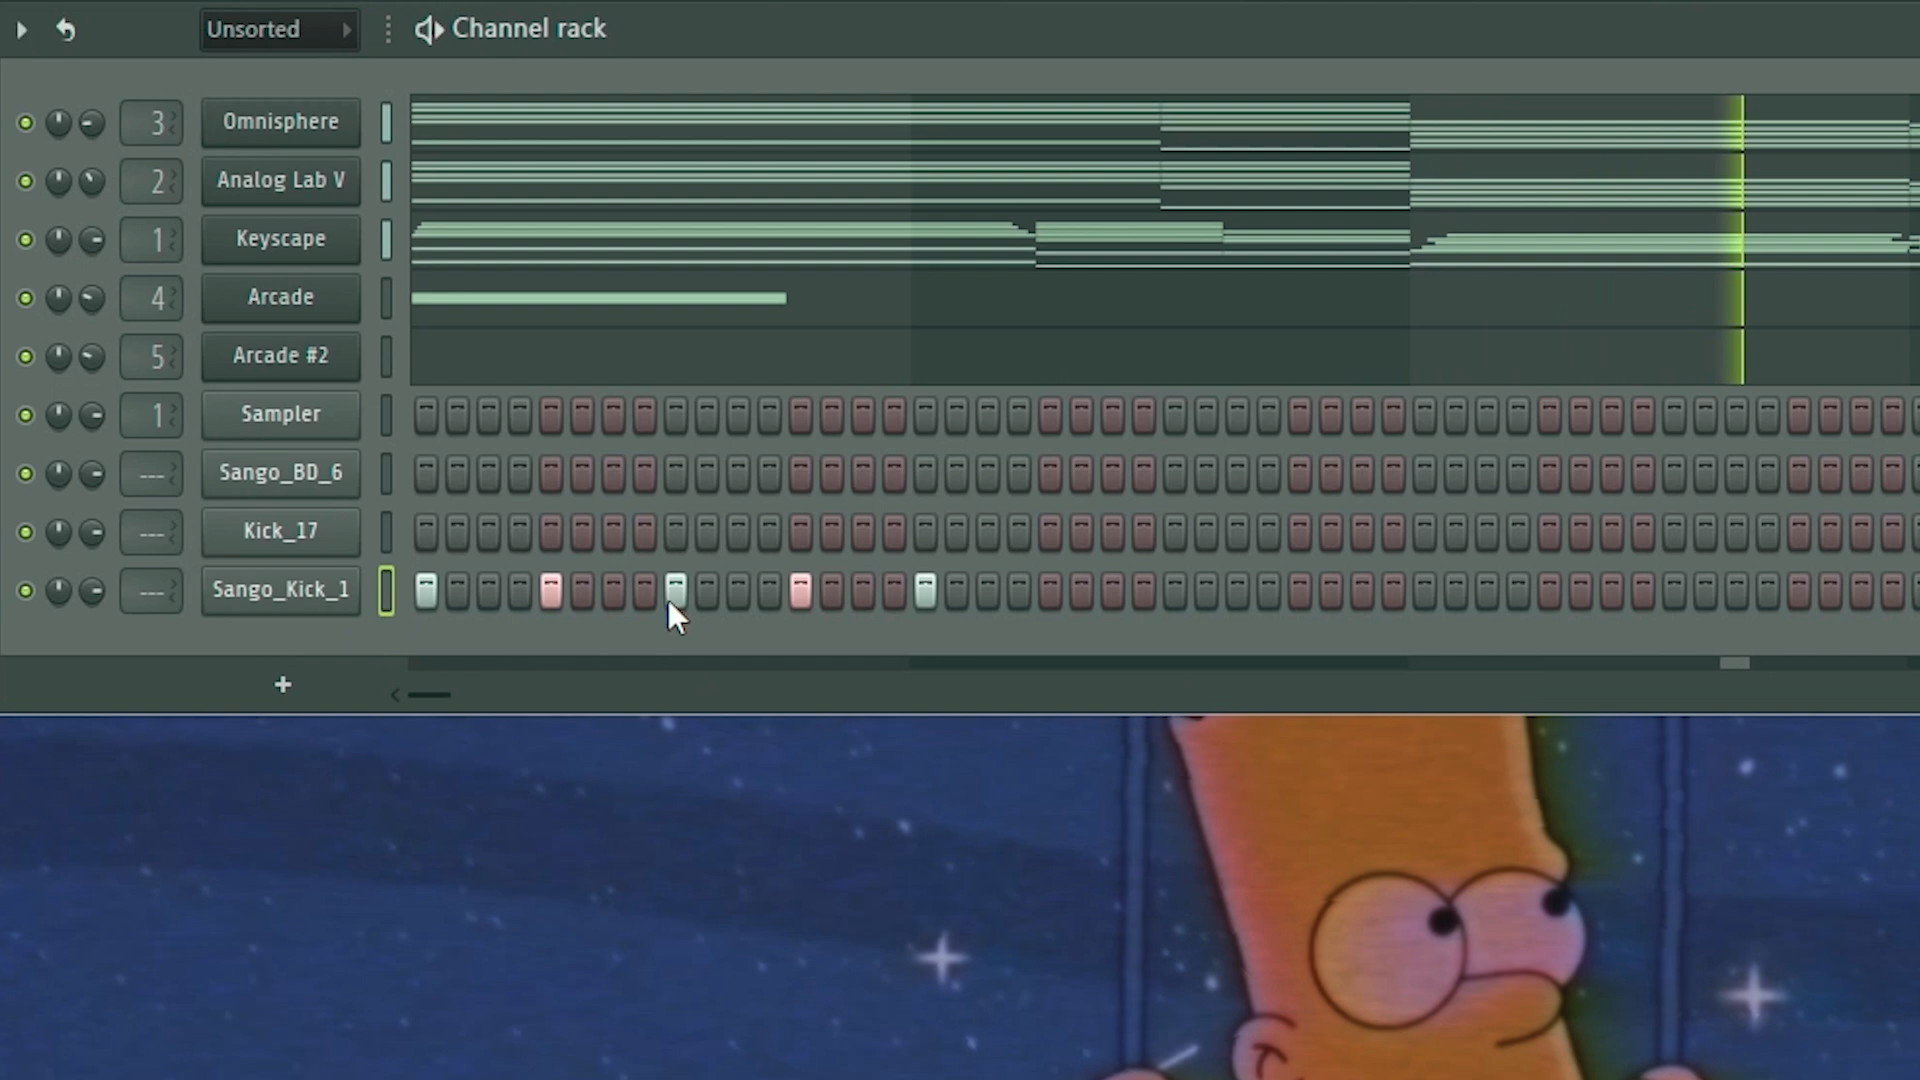 Unsorted Channel rack
3 Omnisphere
2 Analog Lab V
1 Keyscape
4 Arcade
5 Arcade #2
1 Sampler
--- Sango_BD_6
--- Kick_17
--- Sango_Kick_1
+